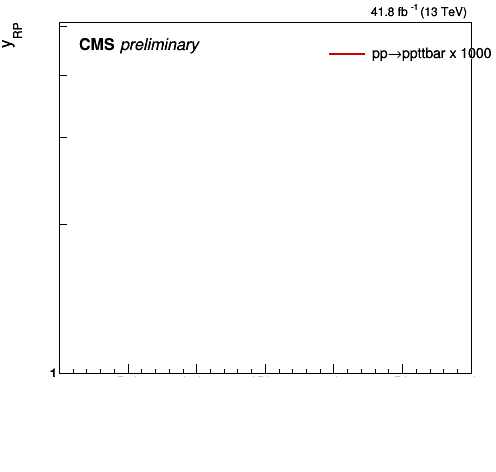 41.8 fb⁻¹ (13 TeV)
y_RP
CMS preliminary
pp→ppttbar x 1000
1